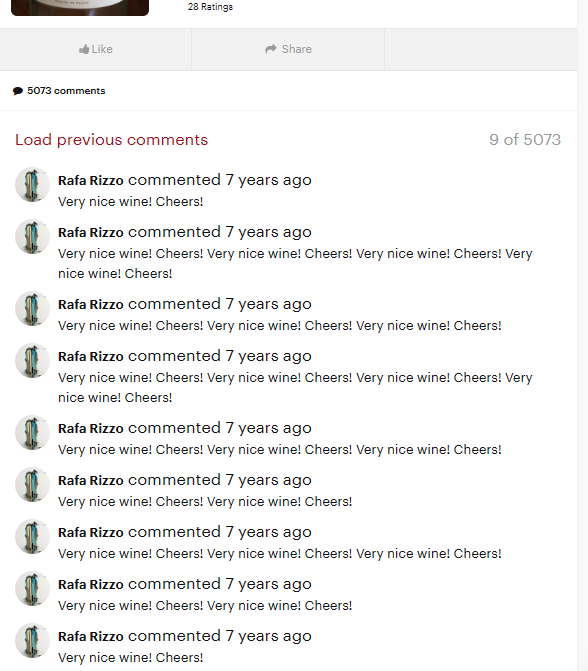 28 Ratings
Like
Share
5073 comments
Load previous comments
9 of 5073
Rafa Rizzo commented 7 years ago
Very nice wine! Cheers!
Rafa Rizzo commented 7 years ago
Very nice wine! Cheers! Very nice wine! Cheers! Very nice wine! Cheers! Very
nice wine! Cheers!
Rafa Rizzo commented 7 years ago
Very nice wine! Cheers! Very nice wine! Cheers! Very nice wine! Cheers!
Rafa Rizzo commented 7 years ago
Very nice wine! Cheers! Very nice wine! Cheers! Very nice wine! Cheers! Very
nice wine! Cheers!
Rafa Rizzo commented 7 years ago
Very nice wine! Cheers! Very nice wine! Cheers! Very nice wine! Cheers!
Rafa Rizzo commented 7 years ago
Very nice wine! Cheers! Very nice wine! Cheers!
Rafa Rizzo commented 7 years ago
Very nice wine! Cheers! Very nice wine! Cheers! Very nice wine! Cheers!
Rafa Rizzo commented 7 years ago
Very nice wine! Cheers! Very nice wine! Cheers!
Rafa Rizzo commented 7 years ago
Very nice wine! Cheers!